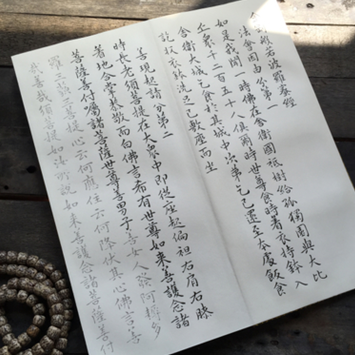 剛般若波羅蜜經
法會因由分第一
如是我聞一時佛在舍衛國祇樹給孤獨園與大比
丘眾千二百五十人俱爾時世尊食時著衣持鉢入
舍衛大城乞食於其城中次第乞已還至本處飯食
訖收衣鉢洗足已敷座而坐
善現起請分第二
時長老須菩提在大眾中即從座起偏袒右肩右膝
著地合掌恭敬而白佛言希有世尊如來善護念諸
菩薩善付囑諸菩薩世尊善男子善女人發阿耨多
羅三藐三菩提心云何應住云何降伏其心佛言善
哉善哉須菩提如汝所說如來善護念諸菩薩善付